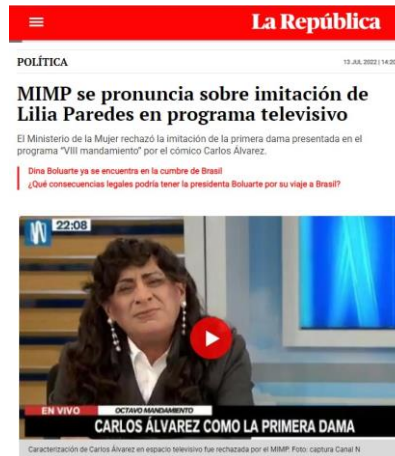 La República
POLÍTICA
13 JUL 2022 | 14:20
MIMP se pronuncia sobre imitación de
Lilia Paredes en programa televisivo
El Ministerio de la Mujer rechazó la imitación de la primera dama presentada en el
programa "VIII mandamiento" por el cómico Carlos Álvarez.
Dina Boluarte ya se encuentra en la cumbre de Brasil
¿Qué consecuencias legales podría tener la presidenta Boluarte por su viaje a Brasil?
N 22:08
EN VIVO OCTAVO MANDAMIENTO
CARLOS ÁLVAREZ COMO LA PRIMERA DAMA
Caracterización de Carlos Álvarez en espacio televisivo fue rechazada por el MIMP. Foto: captura Canal N